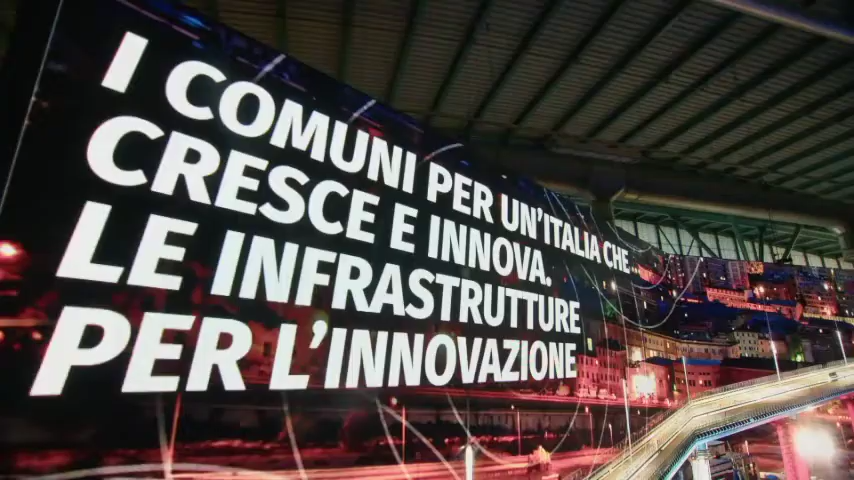 I COMUNI PER UN'ITALIA CHE...
CRESCE E INNOVA.
LE INFRASTRUTTURE
PER L'INNOVAZIONE